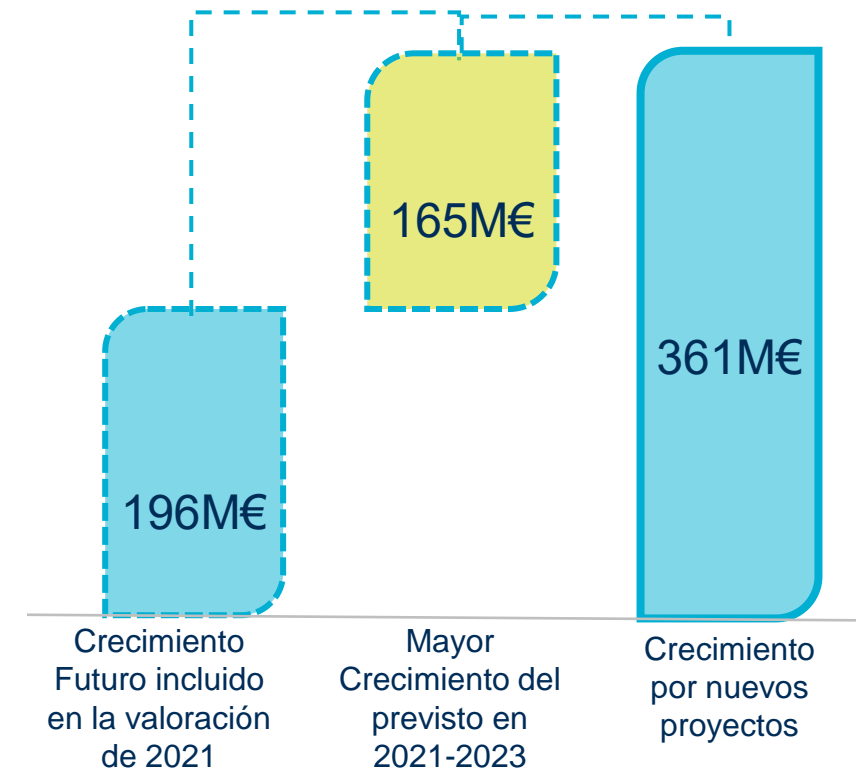 165M€
361M€
196M€
Crecimiento
Futuro incluido
en la valoración
de 2021
Mayor
Crecimiento del
previsto en
2021-2023
Crecimiento
por nuevos
proyectos